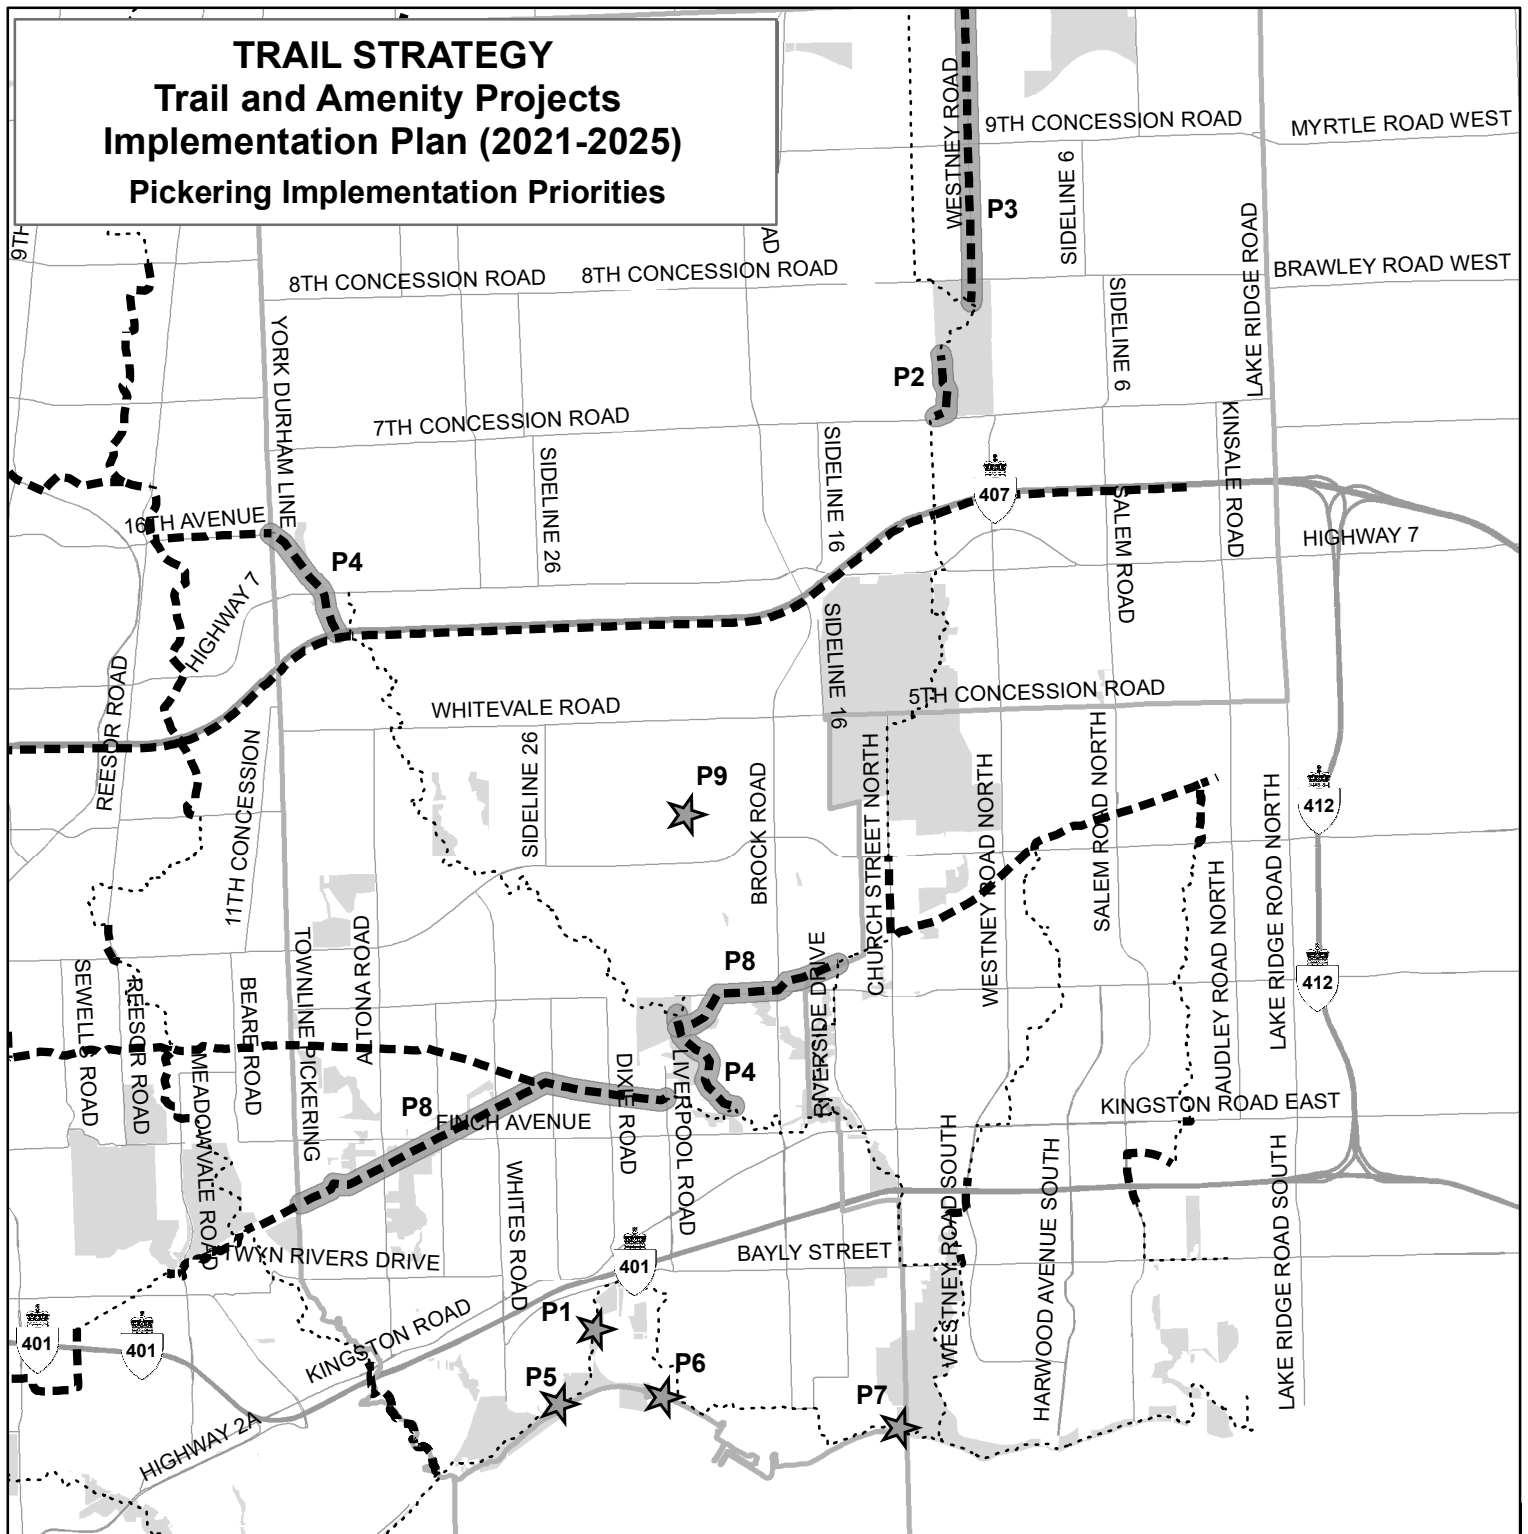 TRAIL STRATEGY
Trail and Amenity Projects
Implementation Plan (2021-2025)
Pickering Implementation Priorities
WESTNEY ROAD
9TH CONCESSION ROAD
MYRTLE ROAD WEST
SIDELINE 6
P3
9TH
AD
LAKE RIDGE ROAD
8TH CONCESSION ROAD
8TH CONCESSION ROAD
BRAWLEY ROAD WEST
SIDELINE 6
YORK DURHAM LINE
P2
7TH CONCESSION ROAD
KINSALE ROAD
SIDELINE 26
SIDELINE 16
407
SALEM ROAD
16TH AVENUE
HIGHWAY 7
P4
HIGHWAY 7
SIDELINE 16
REESOR ROAD
WHITEVALE ROAD
5TH CONCESSION ROAD
11TH CONCESSION
SIDELINE 26
P9
BROCK ROAD
CHURCH STREET NORTH
WESTNEY ROAD NORTH
SALEM ROAD NORTH
LAKE RIDGE ROAD NORTH
412
AUDLEY ROAD NORTH
TOWNLINE PICKERING
ALTONA ROAD
P8
RIVERSIDE DRIVE
412
SEWELLS ROAD
REESOR ROAD
BEARE ROAD
MEADOWVALE ROAD
DIXIE ROAD
LIVERPOOL ROAD
P4
P8
FINCH AVENUE
KINGSTON ROAD EAST
WHITES ROAD
WESTNEY ROAD SOUTH
HARWOOD AVENUE SOUTH
LAKE RIDGE ROAD SOUTH
TWYN RIVERS DRIVE
401
BAYLY STREET
P1
KINGSTON ROAD
401
401
P5
P6
P7
HIGHWAY 2A